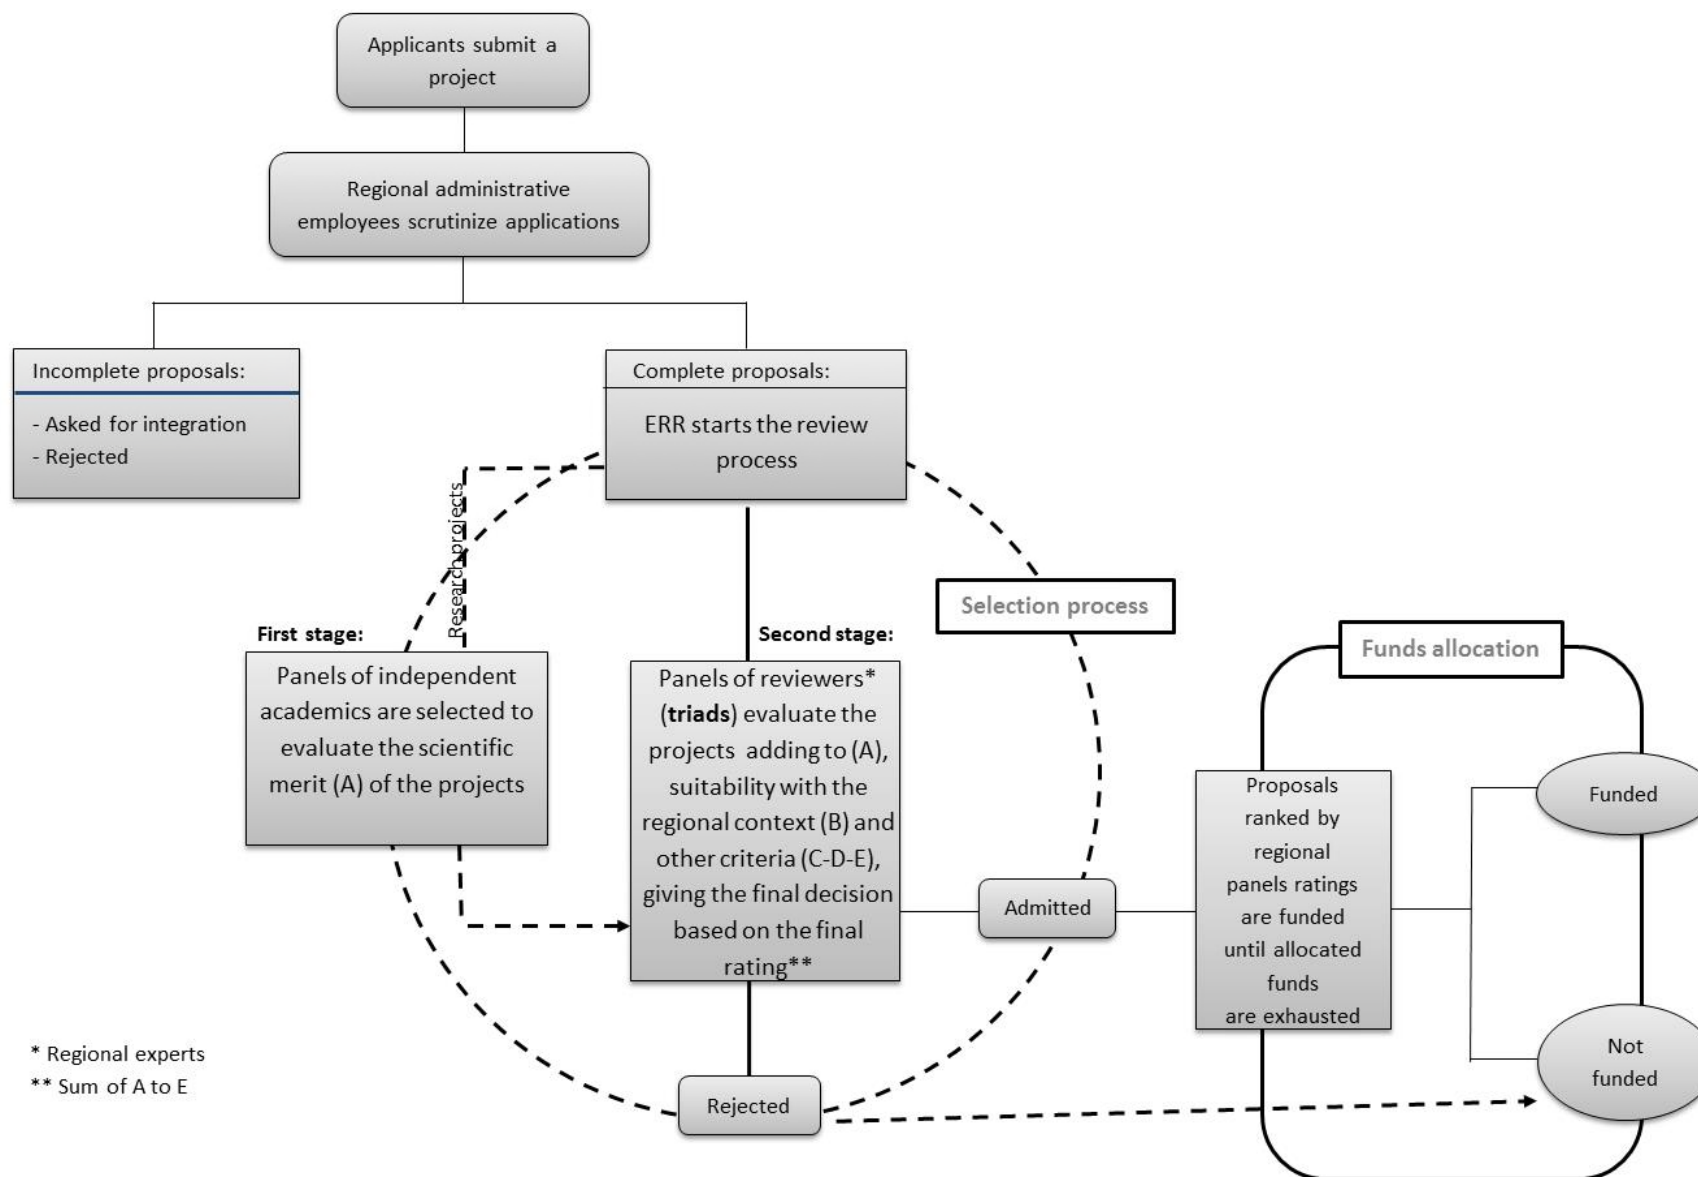 Applicants submit a
project
Regional administrative
employees scrutinize applications
Incomplete proposals:
- Asked for integration
- Rejected
Complete proposals:
ERR starts the review
process
Research projects
First stage:
Panels of independent
academics are selected to
evaluate the scientific
merit (A) of the projects
Second stage:
Panels of reviewers*
(triads) evaluate the
projects adding to (A),
suitability with the
regional context (B) and
other criteria (C-D-E),
giving the final decision
based on the final
rating**
Selection process
Admitted
Rejected
Funds allocation
Proposals
ranked by
regional
panels ratings
are funded
until allocated
funds
are exhausted
Funded
Not
funded
* Regional experts
** Sum of A to E